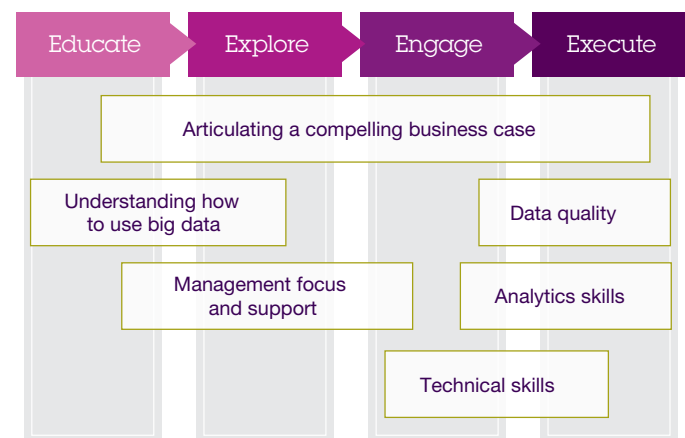 Educate
Explore
Engage
Execute
Articulating a compelling business case
Understanding how
to use big data
Data quality
Management focus
and support
Analytics skills
Technical skills